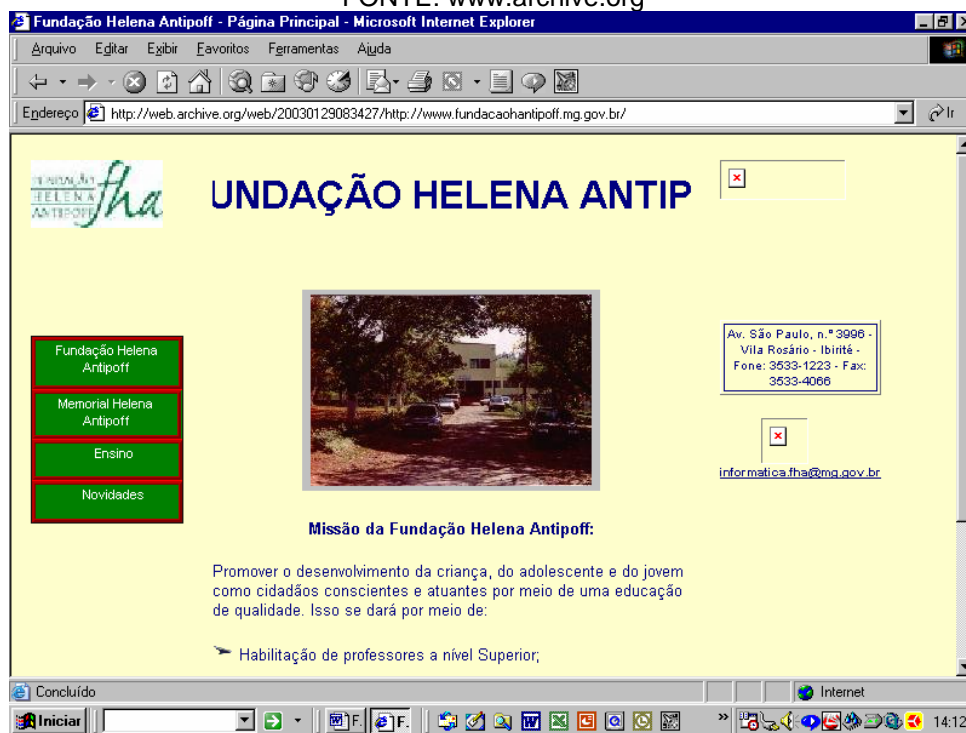 FONTE: www.archive.org
Fundação Helena Antipoff - Página Principal - Microsoft Internet Explorer
Arquivo Editar Exibir Favoritos Ferramentas Ajuda
Endereço http://web.archive.org/web/20030129083427/http://www.fundacaohantipoff.mg.gov.br/ Ir
FUNDAÇÃO
HELENA
ANTIPOFF
fha
UNDAÇÃO HELENA ANTIP
Fundação Helena
Antipoff
Memorial Helena
Antipoff
Ensino
Novidades
Av. São Paulo, n.º 3996 -
Vila Rosário - Ibirité -
Fone: 3533-1223 - Fax:
3533-4066
informatica.fha@mg.gov.br
Missão da Fundação Helena Antipoff:
Promover o desenvolvimento da criança, do adolescente e do jovem
como cidadãos conscientes e atuantes por meio de uma educação
de qualidade. Isso se dará por meio de:
Habilitação de professores a nível Superior;
Concluído Internet
Iniciar F. F. » 14:12